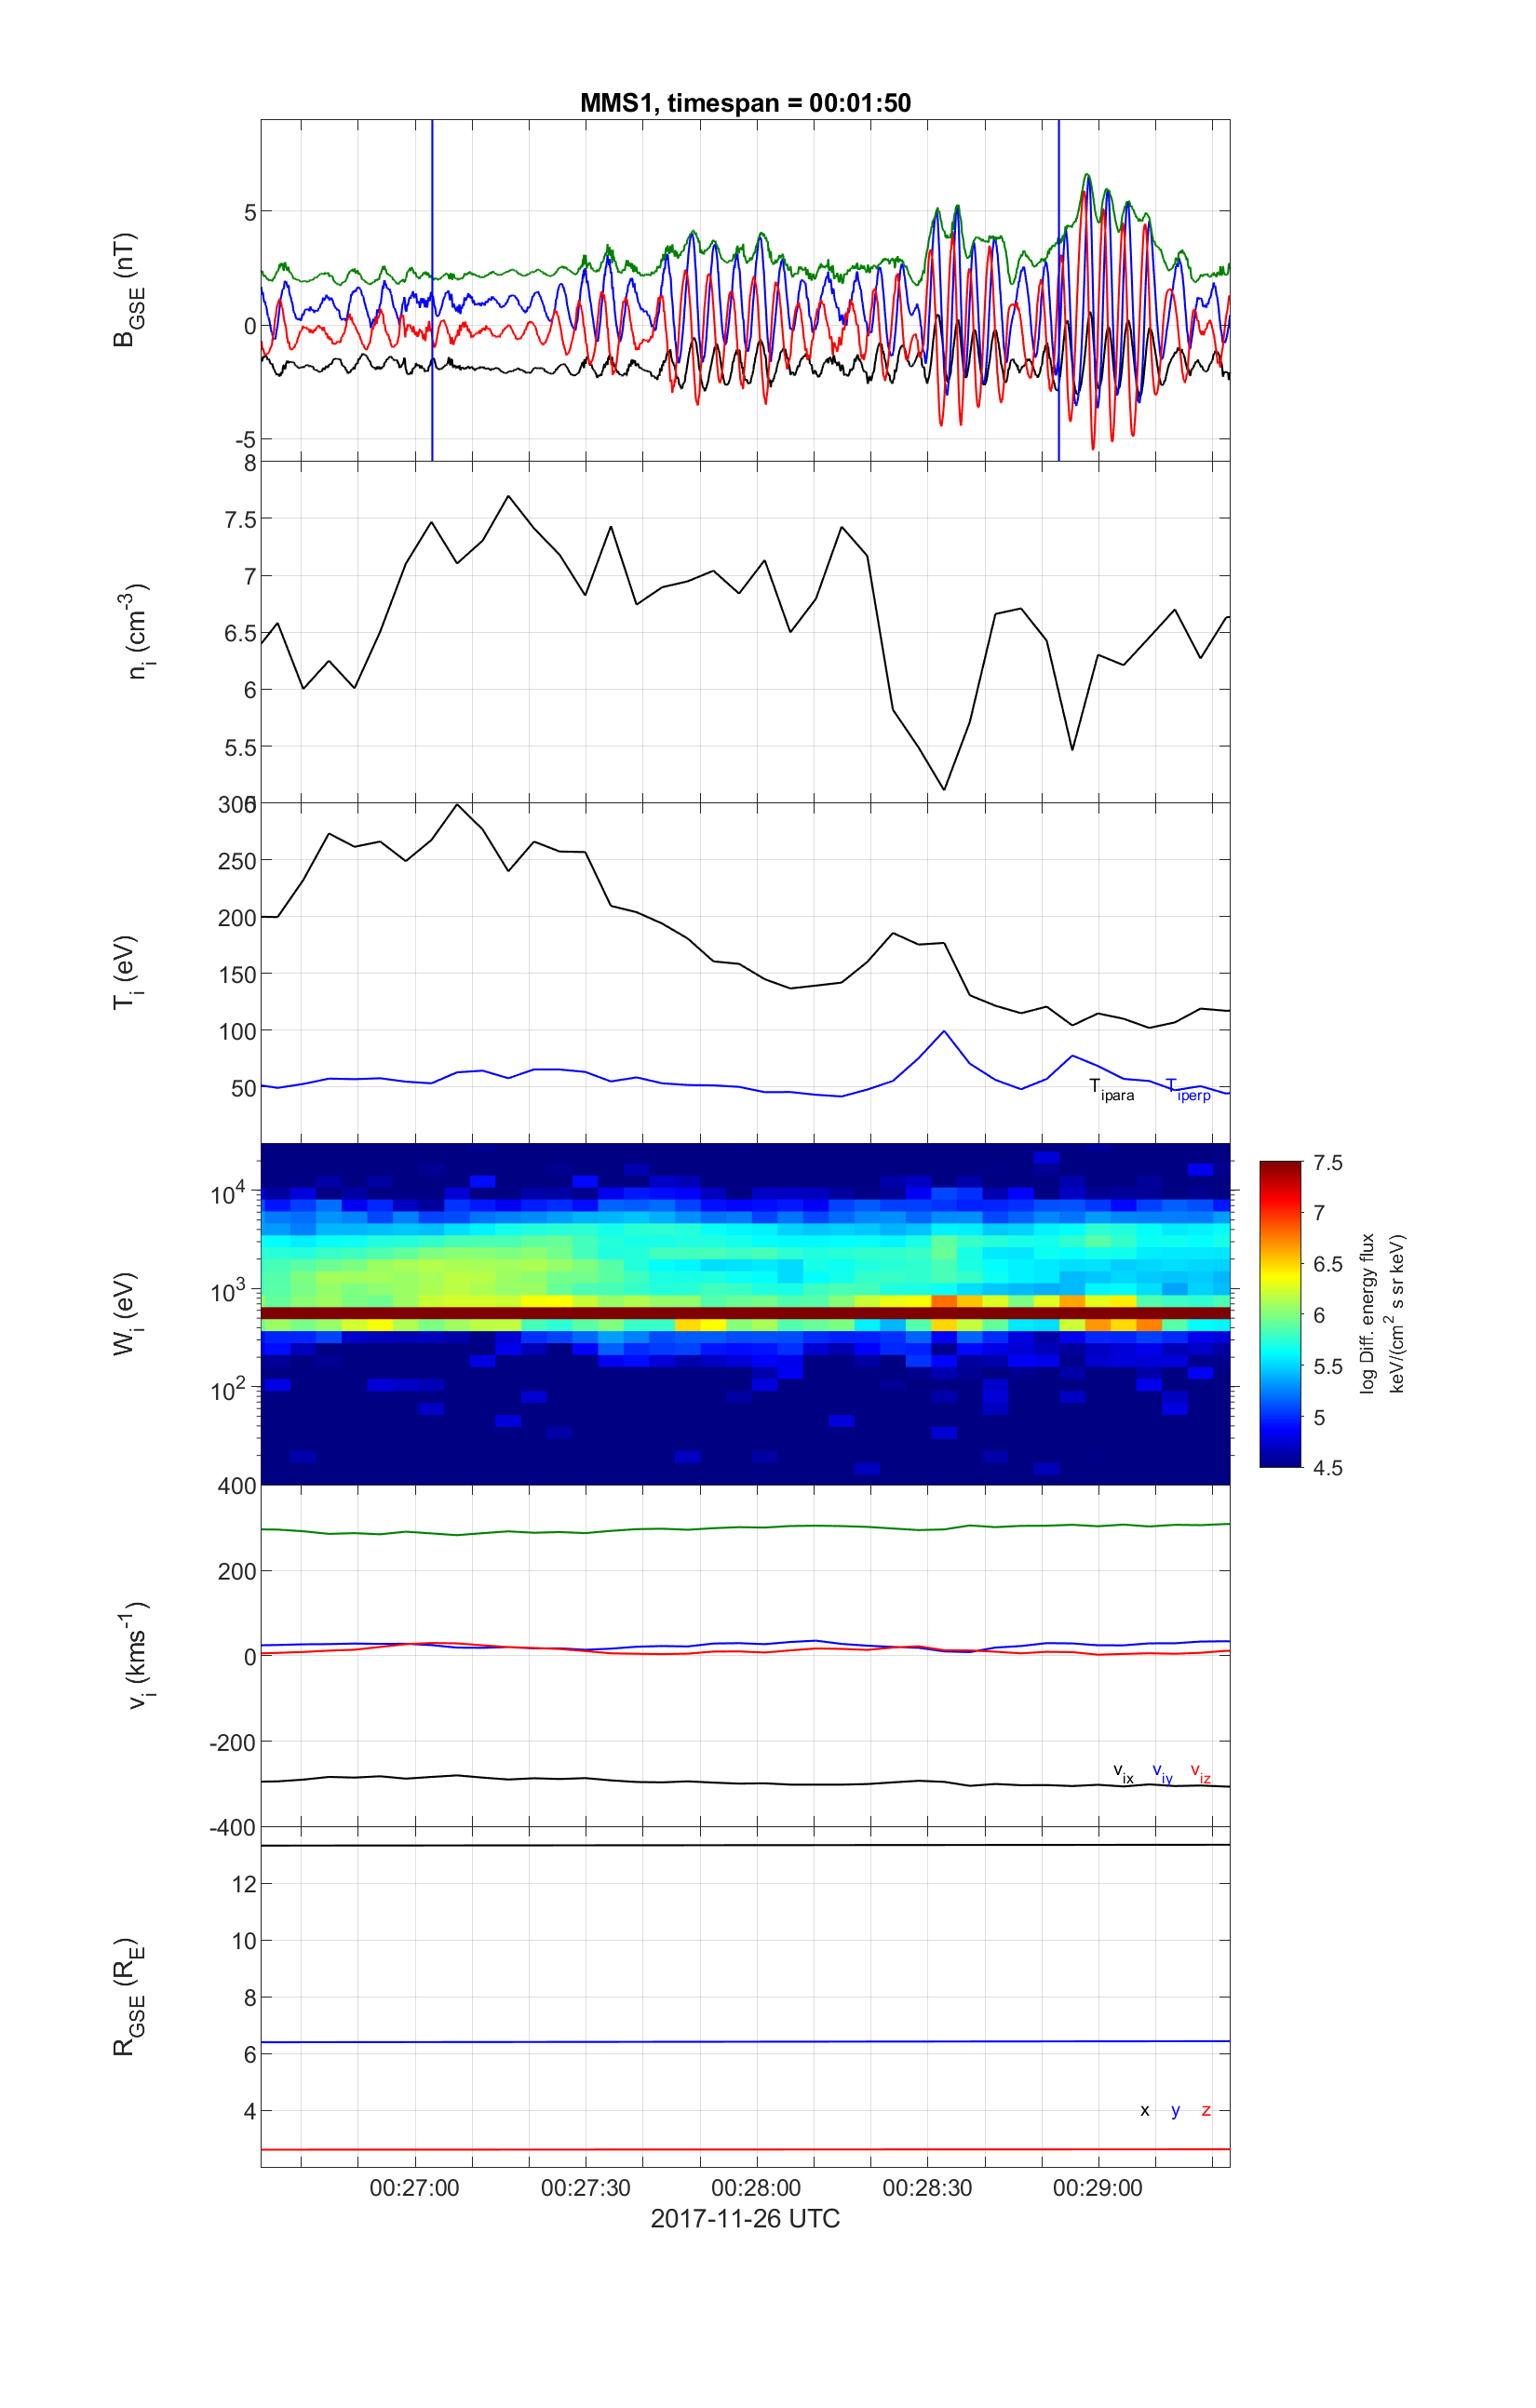 MMS1, timespan = 00:01:50
B_GSE (nT)
5
0
-5
n_i (cm^-3)
8
7.5
7
6.5
6
5.5
T_i (eV)
300
250
200
150
100
50
T_ipara T_iperp
W_i (eV)
10^4
10^3
10^2
7.5
7
6.5
6
5.5
5
4.5
log Diff. energy flux
keV/(cm^2 s sr keV)
v_i (kms^-1)
400
200
0
-200
-400
v_ix v_iy v_iz
R_GSE (R_E)
12
10
8
6
4
x y z
00:27:00 00:27:30 00:28:00 00:28:30 00:29:00
2017-11-26 UTC